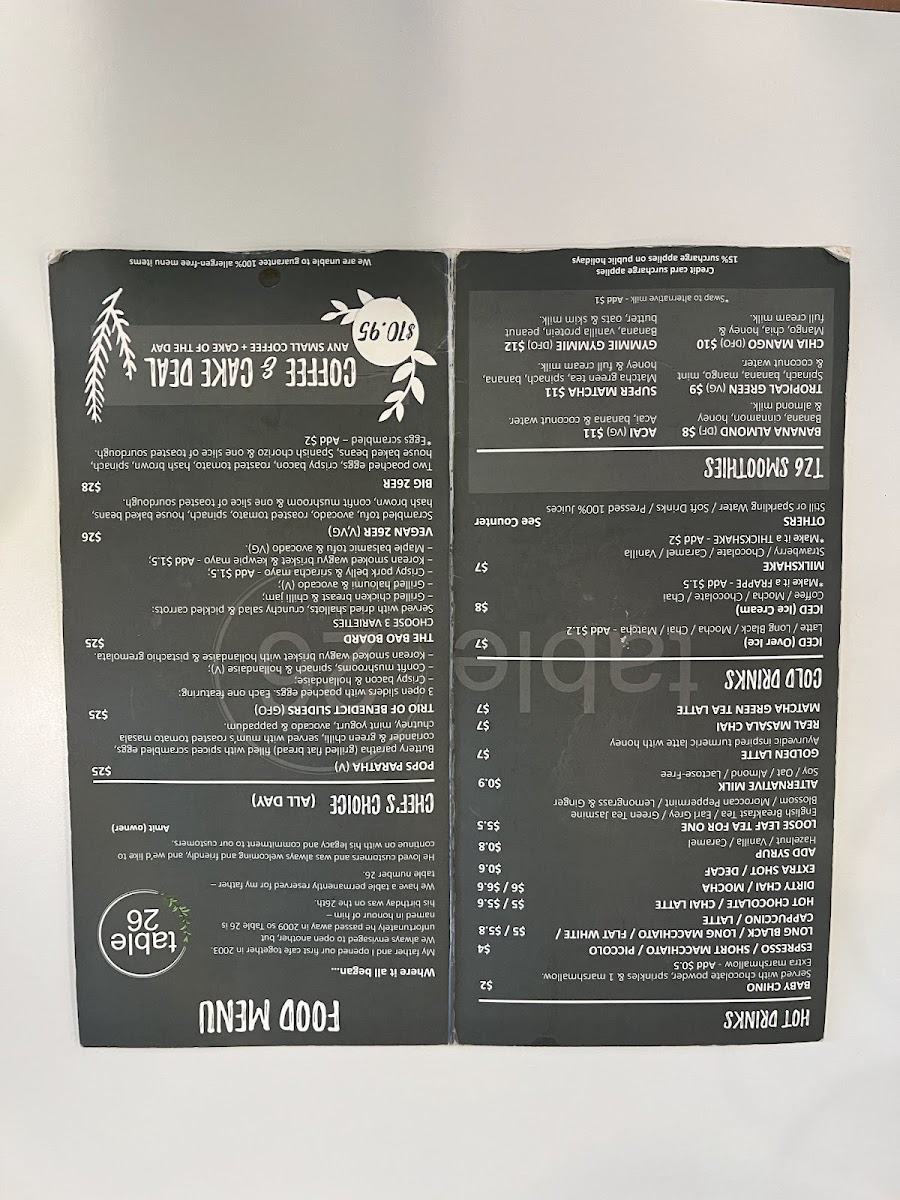 HOT DRINKS
BABY CHINO $2
Served with chocolate powder, sprinkles & 1 marshmallow.
Extra marshmallow - Add $0.5
ESPRESSO / SHORT MACCHIATO / PICCOLO $4
LONG BLACK / LONG MACCHIATO / FLAT WHITE / $5 / $5.8
CAPPUCCINO / LATTE
HOT CHOCOLATE / CHAI LATTE $5 / $5.6
DIRTY CHAI / MOCHA $6 / $6.6
EXTRA SHOT / DECAF $0.6
ADD SYRUP $0.8
Hazelnut / Vanilla / Caramel
LOOSE LEAF TEA FOR ONE $5.5
English Breakfast Tea / Earl Grey / Green Tea Jasmine
Blossom / Moroccan Peppermint / Lemongrass & Ginger
ALTERNATIVE MILK $0.9
Soy / Oat / Almond / Lactose-Free
GOLDEN LATTE $7
Ayurvedic inspired turmeric latte with honey
REAL MASALA CHAI $7
MATCHA GREEN TEA LATTE $7
COLD DRINKS
ICED (Over Ice) $7
Latte / Long Black / Mocha / Chai / Matcha - Add $1.2
ICED (Ice Cream) $8
Coffee / Mocha / Chocolate / Chai
*Make it a FRAPPE - Add $1.5
MILKSHAKE $7
Strawberry / Chocolate / Caramel / Vanilla
*Make it a THICKSHAKE - Add $2
OTHERS See Counter
Still or Sparkling Water / Soft Drinks / Pressed 100% Juices
T26 SMOOTHIES
BANANA ALMOND (DF) $8
Banana, cinnamon, honey
& almond milk.
TROPICAL GREEN (VG) $9
Spinach, banana, mango, mint
& coconut water.
CHIA MANGO (DFO) $10
Mango, chia, honey &
full cream milk.
ACAI (VG) $11
Acai, banana & coconut water.
SUPER MATCHA $11
Matcha green tea, spinach, banana,
honey & full cream milk.
GYMMIE GYMMIE (DFO) $12
Banana, vanilla protein, peanut
butter, oats & skim milk.
*Swap to alternative milk - Add $1
Credit card surcharge applies
15% surcharge applies on public holidays
FOOD MENU
Where it all began...
My father and I opened our first cafe together in 2003.
We always envisaged to open another, but
unfortunately he passed away in 2009 so Table 26 is
named in honour of him –
his birthday was on the 26th.
We have a table permanently reserved for my father –
table number 26.
He loved customers and was always welcoming and friendly, and we'd like to
continue on with his legacy and commitment to our customers.
Amit (owner)
table
26
CHEF'S CHOICE (ALL DAY)
POPS PARATHA (V) $25
Buttery paratha (grilled flat bread) filled with spiced scrambled eggs,
coriander & green chilli, served with mum's roasted tomato masala
chutney, mint yogurt, avocado & pappadum.
TRIO OF BENEDICT SLIDERS (GFO) $25
3 open sliders with poached eggs. Each one featuring:
– Crispy bacon & hollandaise;
– Confit mushrooms, spinach & hollandaise (V);
– Korean smoked wagyu brisket with hollandaise & pistachio gremolata.
THE BAO BOARD $25
CHOOSE 3 VARIETIES
Served with dried shallots, crunchy salad & pickled carrots:
– Grilled chicken breast & chilli jam;
– Grilled haloumi & avocado (V);
– Crispy pork belly & sriracha mayo - Add $1.5;
– Korean smoked wagyu brisket & kewpie mayo - Add $1.5;
– Maple balsamic tofu & avocado (VG).
VEGAN 26ER (V,VG) $26
Scrambled tofu, avocado, roasted tomato, spinach, house baked beans,
hash brown, confit mushroom & one slice of toasted sourdough.
BIG 26ER $28
Two poached eggs, crispy bacon, roasted tomato, hash brown, spinach,
house baked beans, Spanish chorizo & one slice of toasted sourdough.
*Eggs scrambled – Add $2
COFFEE & CAKE DEAL
ANY SMALL COFFEE + CAKE OF THE DAY
$10.95
We are unable to guarantee 100% allergen-free menu items
table 26